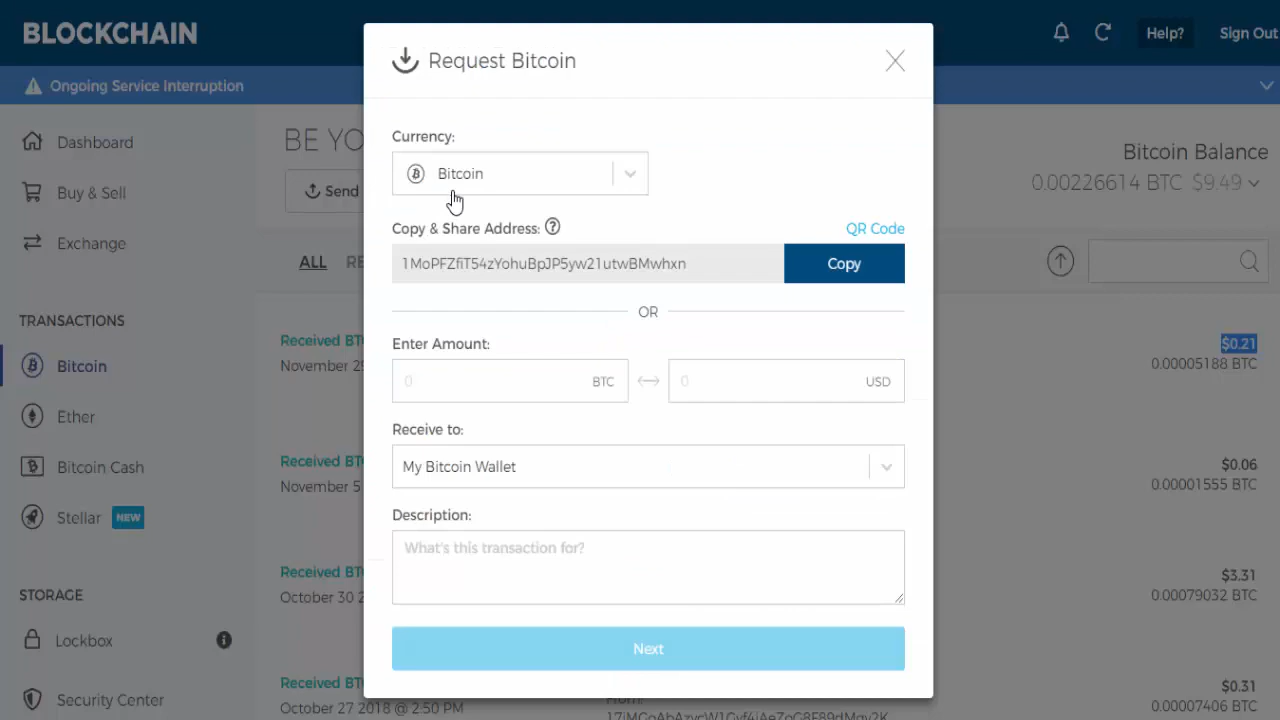 BLOCKCHAIN
Help?
Sign Out
Ongoing Service Interruption
Dashboard
Buy & Sell
Exchange
TRANSACTIONS
Bitcoin
Ether
Bitcoin Cash
Stellar NEW
STORAGE
Lockbox
Security Center
BE YO
Send
Bitcoin Balance
0.00226614 BTC $9.49
ALL RE
Received BT
November 29
$0.21
0.00005188 BTC
Received BT
November 5
$0.06
0.00001555 BTC
Received BT
October 30 2
$3.31
0.00079032 BTC
Received BT
October 27 2018 @ 2:50 PM
$0.31
0.00007406 BTC
Request Bitcoin
Currency:
Bitcoin
Copy & Share Address:
QR Code
1MoPFZfiT54zYohuBpJP5yw21utwBMwhxn
Copy
OR
Enter Amount:
0 BTC
0 USD
Receive to:
My Bitcoin Wallet
Description:
What's this transaction for?
Next